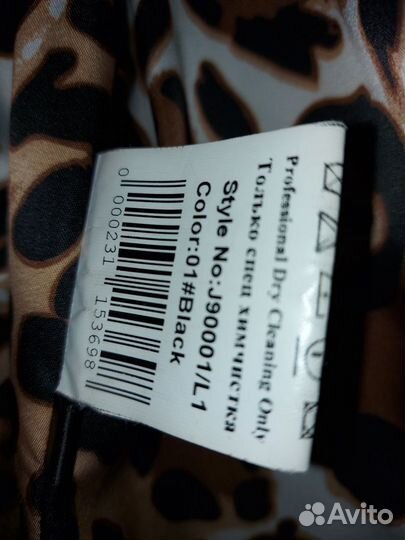 Professional Dry Cleaning Only
Только спец химчистка
Style No:J90001/L1
Color:01#Black
0 000231 153698
Avito